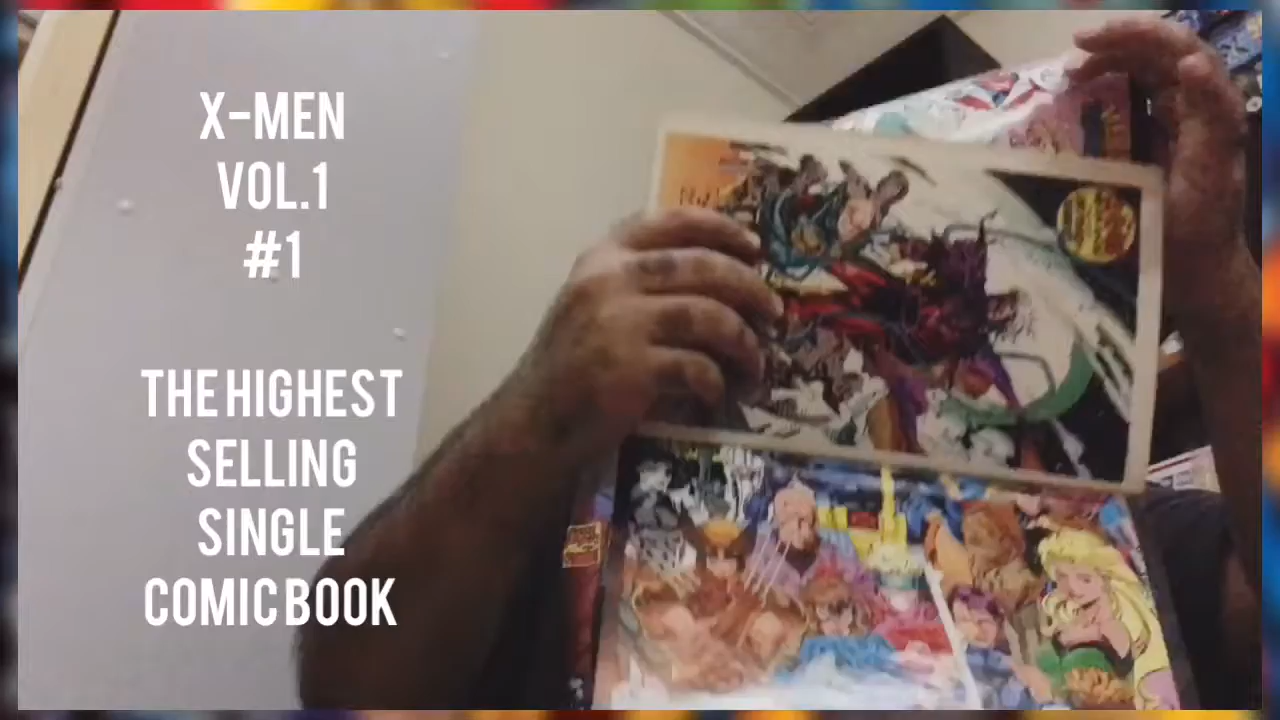 X-MEN
VOL.1
#1
THE HIGHEST
SELLING
SINGLE
COMIC BOOK